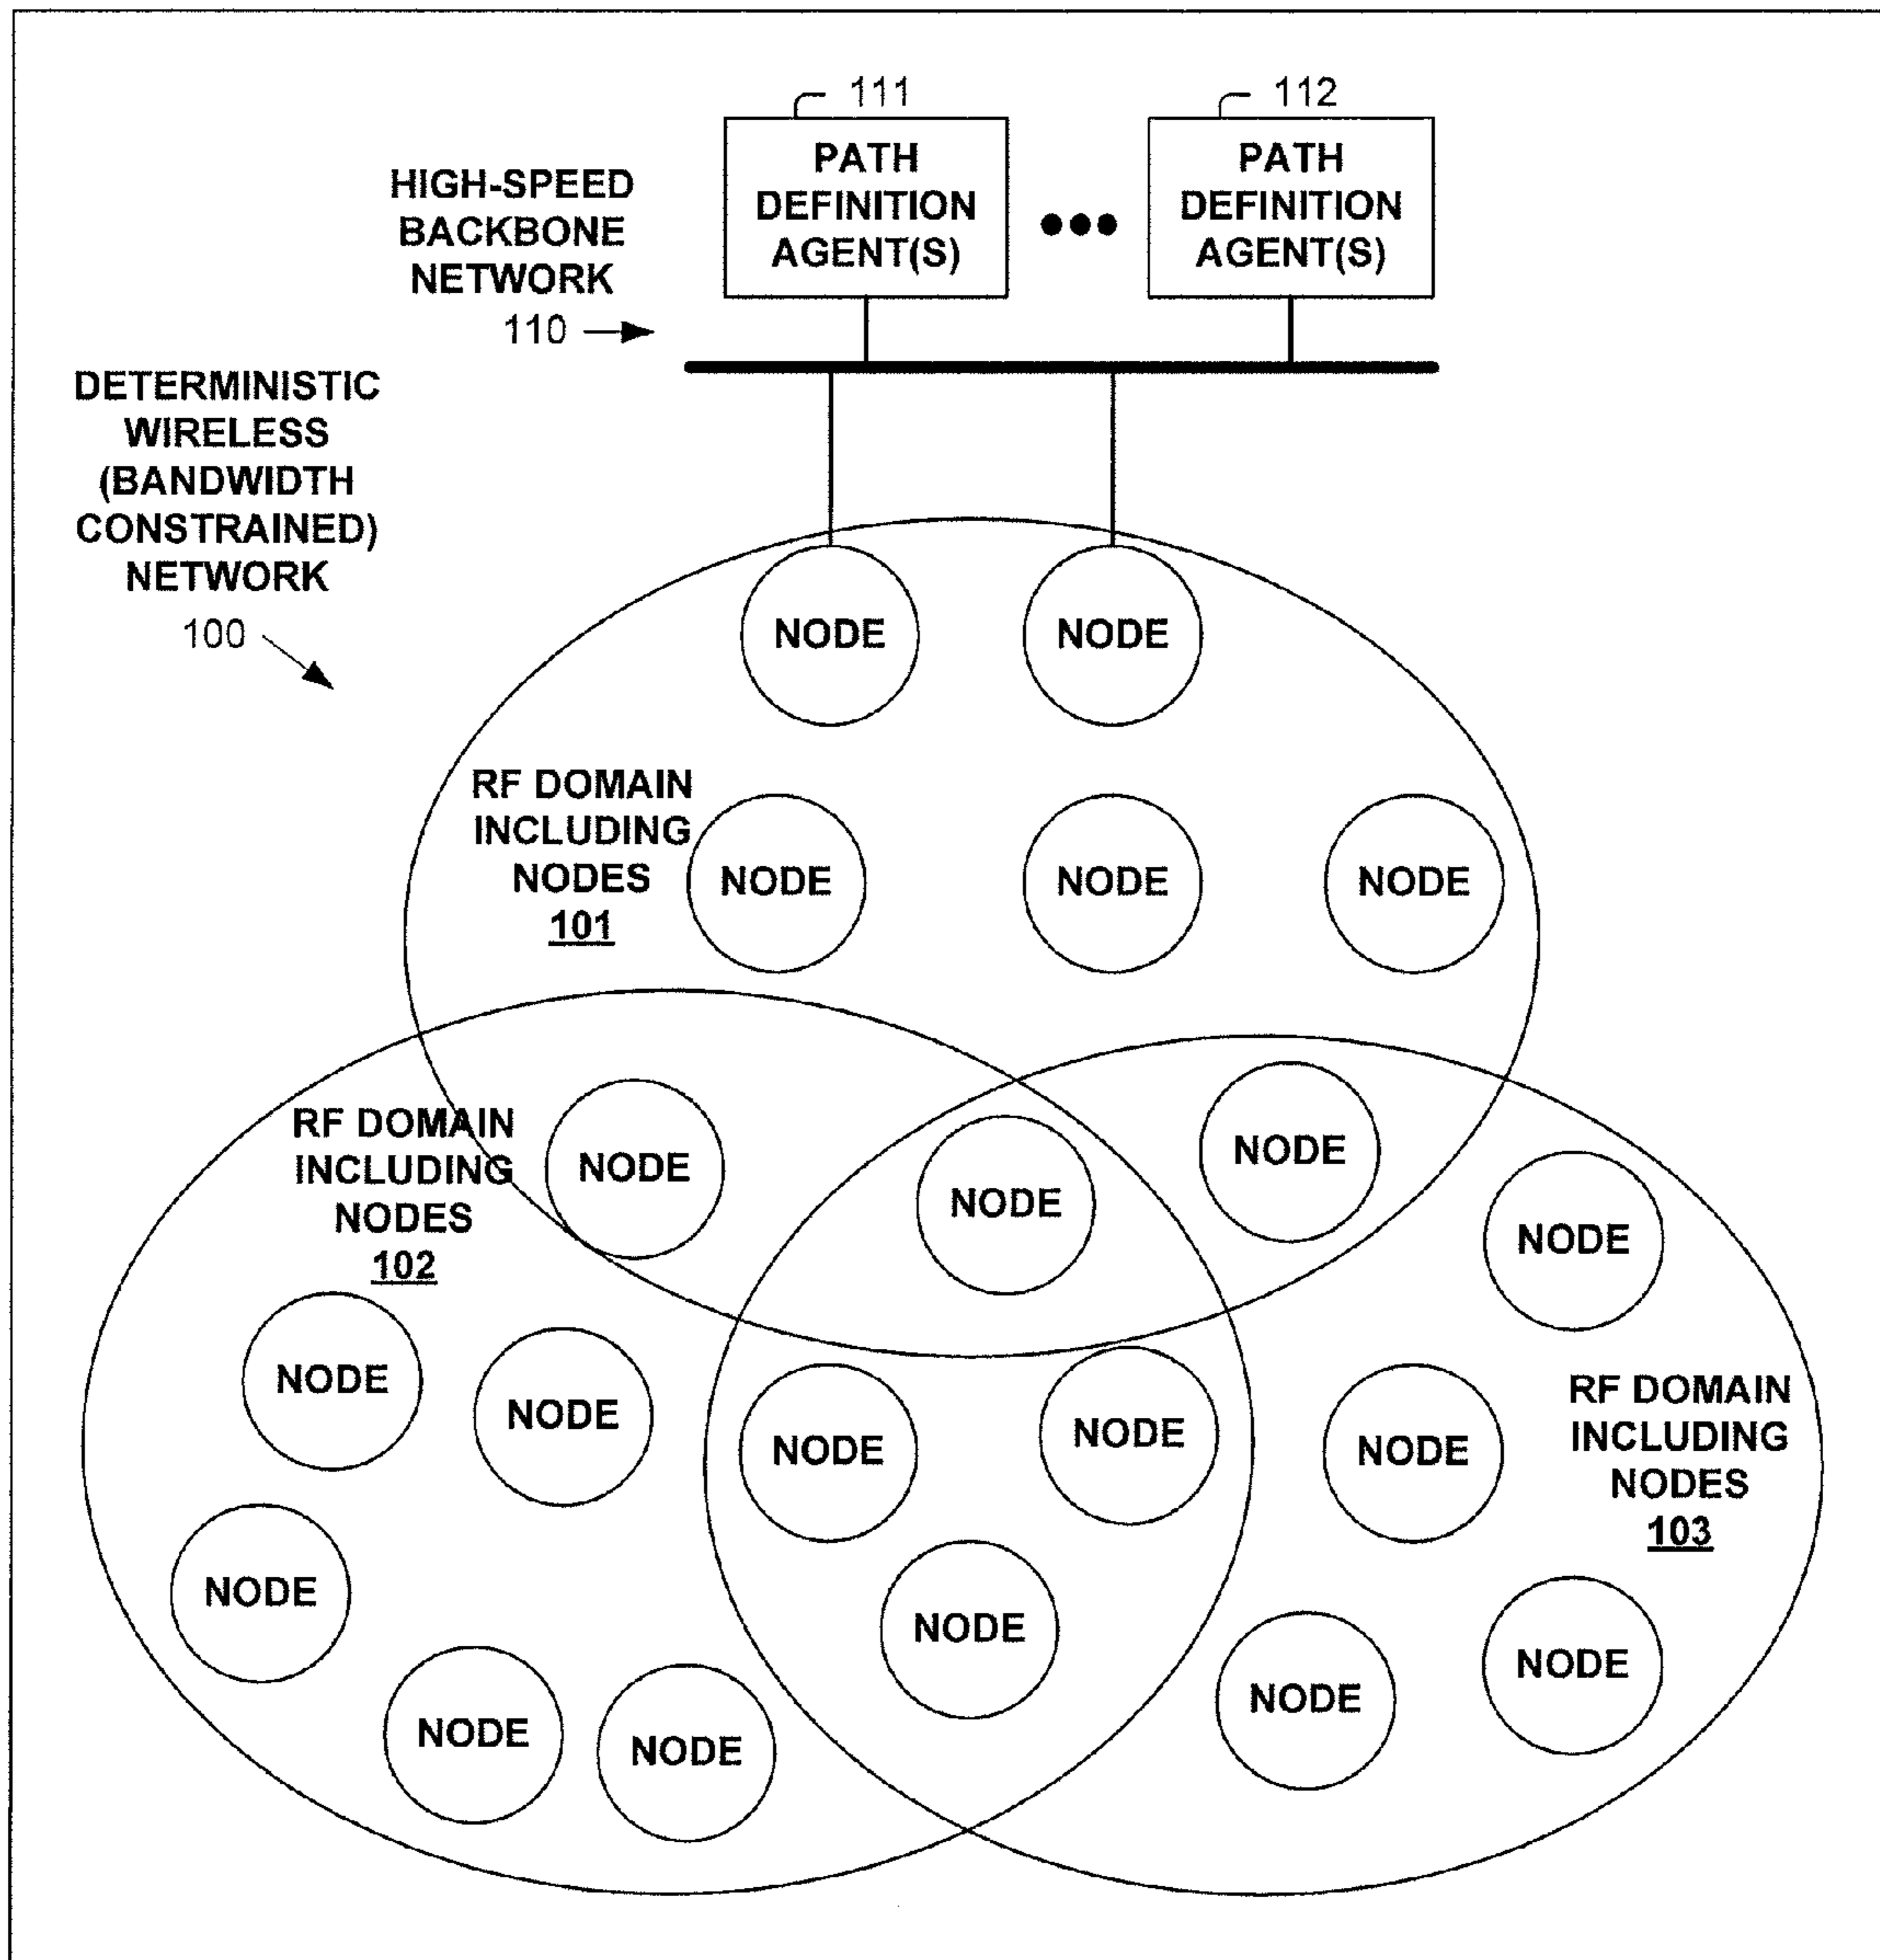 111
112
PATH
DEFINITION
AGENT(S)
PATH
DEFINITION
AGENT(S)
HIGH-SPEED
BACKBONE
NETWORK
110
DETERMINISTIC
WIRELESS
(BANDWIDTH
CONSTRAINED)
NETWORK
100
NODE
NODE
RF DOMAIN
INCLUDING
NODES
101
NODE
NODE
NODE
RF DOMAIN
INCLUDING
NODES
102
NODE
NODE
NODE
NODE
NODE
NODE
NODE
NODE
NODE
RF DOMAIN
INCLUDING
NODES
103
NODE
NODE
NODE
NODE
NODE
NODE